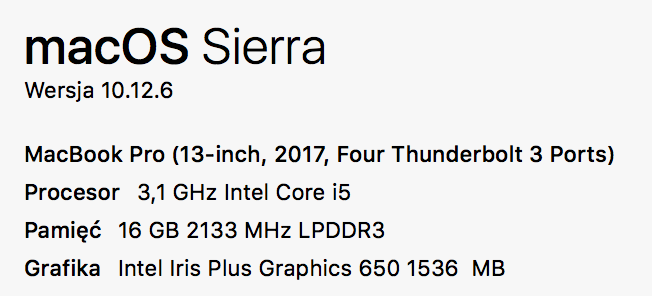 macOS Sierra
Wersja 10.12.6
MacBook Pro (13-inch, 2017, Four Thunderbolt 3 Ports)
Procesor 3,1 GHz Intel Core i5
Pamięć 16 GB 2133 MHz LPDDR3
Grafika Intel Iris Plus Graphics 650 1536 MB